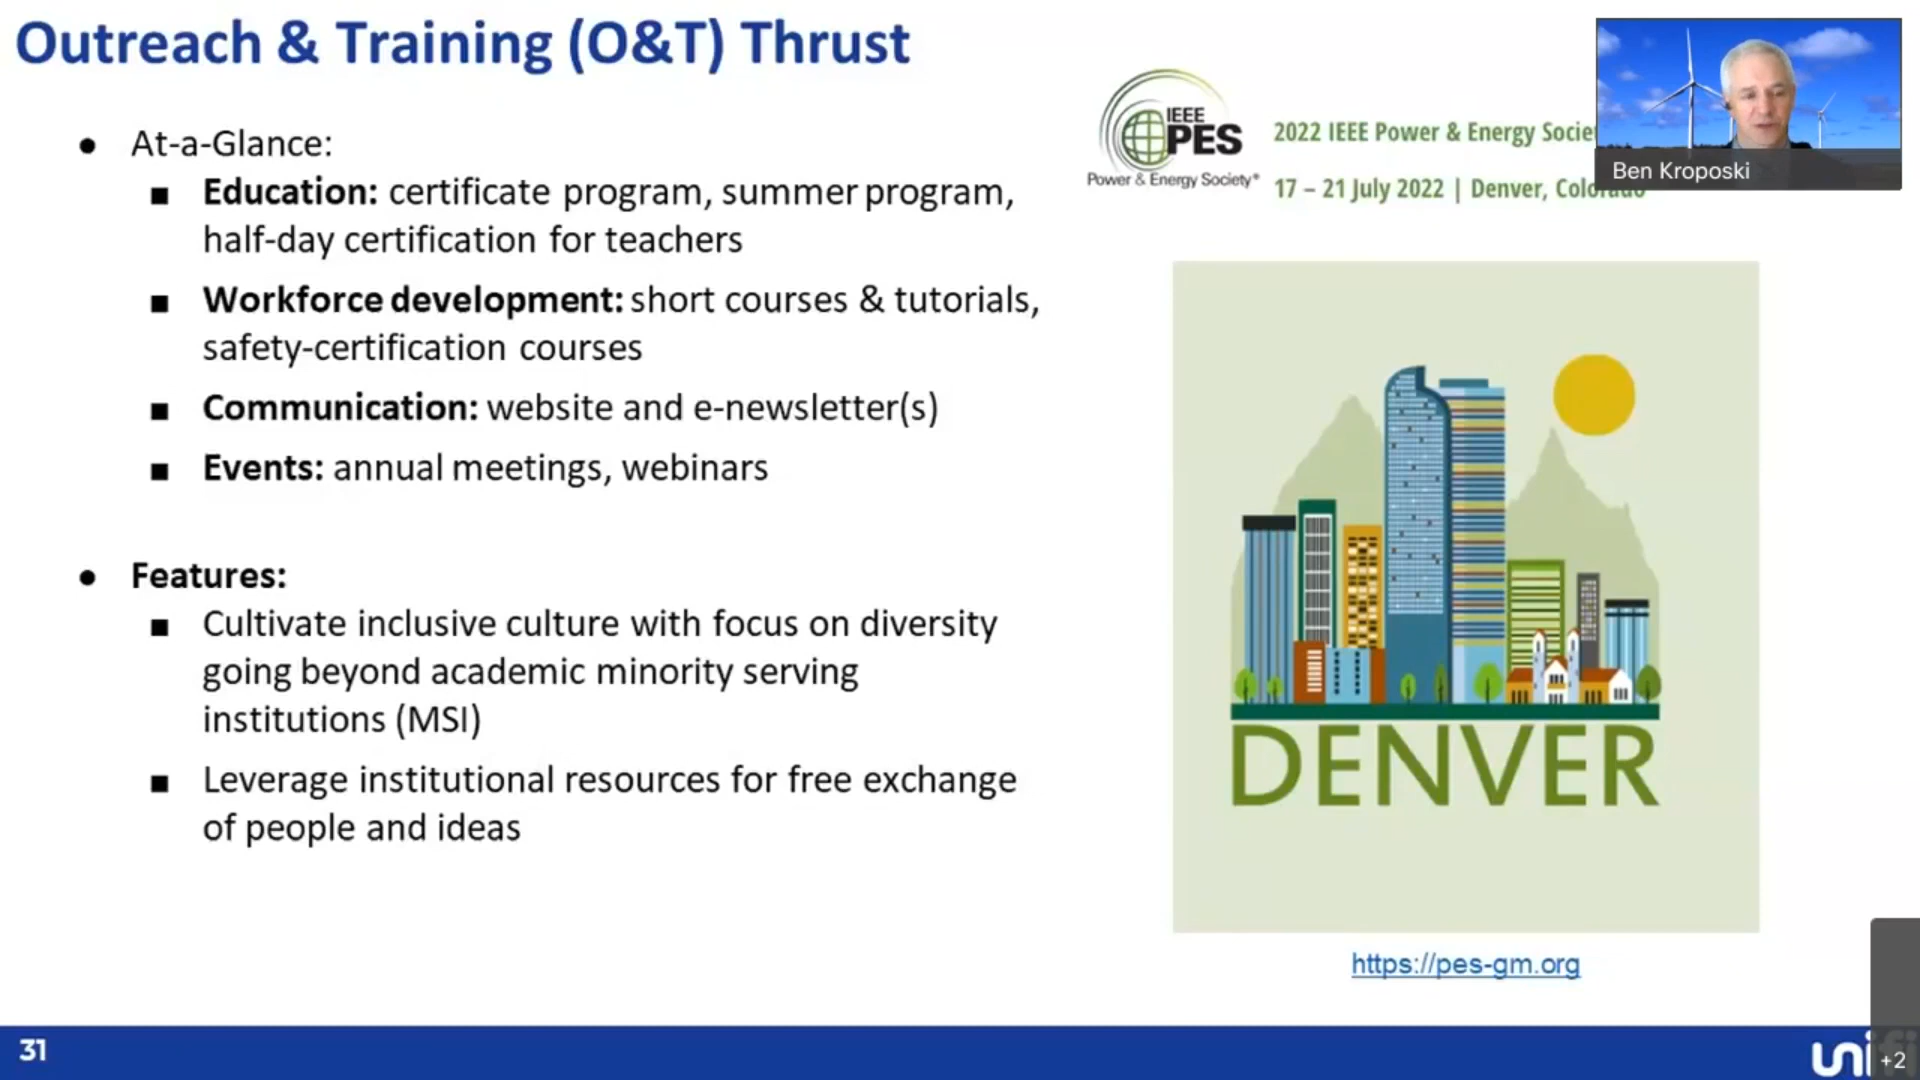 Outreach & Training (O&T) Thrust
● At-a-Glance:
■ Education: certificate program, summer program,
half-day certification for teachers
■ Workforce development: short courses & tutorials,
safety-certification courses
■ Communication: website and e-newsletter(s)
■ Events: annual meetings, webinars
● Features:
■ Cultivate inclusive culture with focus on diversity
going beyond academic minority serving
institutions (MSI)
■ Leverage institutional resources for free exchange
of people and ideas
IEEE
PES
Power & Energy Society®
2022 IEEE Power & Energy
17 – 21 July 2022 | Denver, Colorado
Ben Kroposki
DENVER
https://pes-gm.org
31
unifi
+2